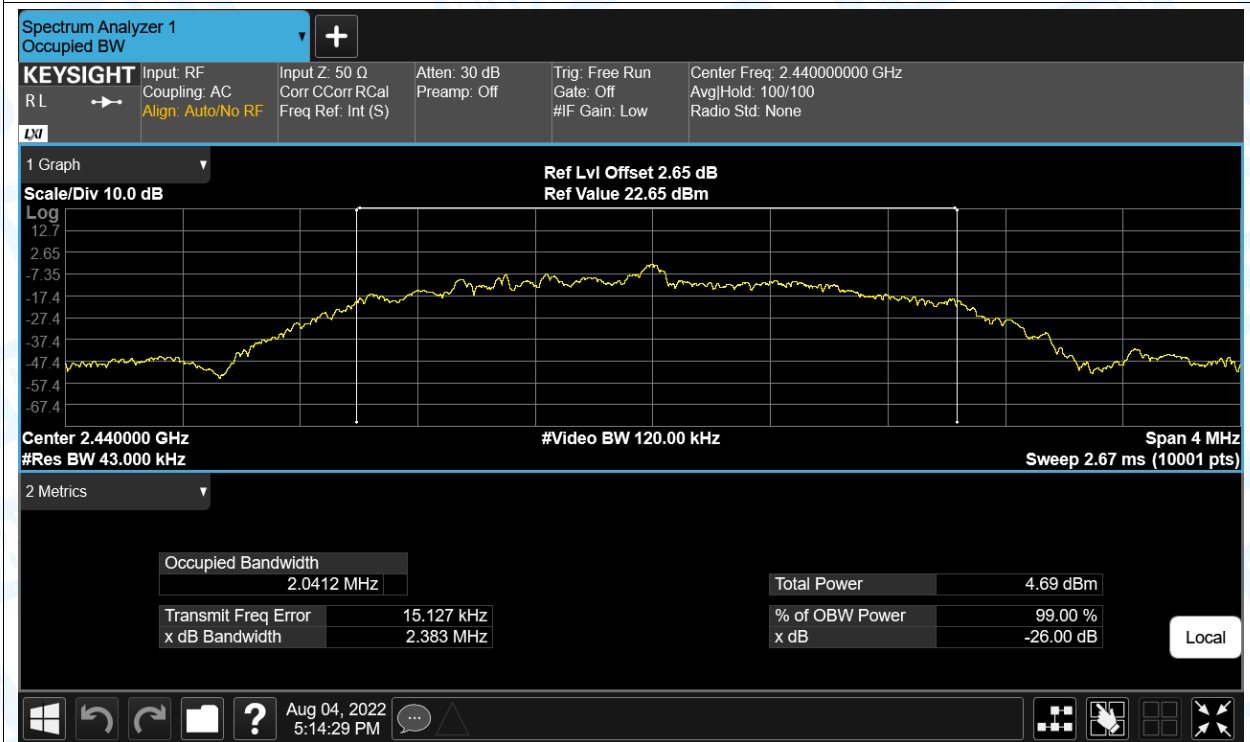 Spectrum Analyzer 1
Occupied BW
+
KEYSIGHT
R L
LXI
Input: RF
Coupling: AC
Align: Auto/No RF
Input Z: 50 Ω
Corr CCorr RCal
Freq Ref: Int (S)
Atten: 30 dB
Preamp: Off
Trig: Free Run
Gate: Off
#IF Gain: Low
Center Freq: 2.440000000 GHz
Avg|Hold: 100/100
Radio Std: None
1 Graph
Scale/Div 10.0 dB
Ref Lvl Offset 2.65 dB
Ref Value 22.65 dBm
Log
12.7
2.65
-7.35
-17.4
-27.4
-37.4
-47.4
-57.4
-67.4
Center 2.440000 GHz
#Res BW 43.000 kHz
#Video BW 120.00 kHz
Span 4 MHz
Sweep 2.67 ms (10001 pts)
2 Metrics
Occupied Bandwidth
2.0412 MHz
Transmit Freq Error 15.127 kHz
x dB Bandwidth 2.383 MHz
Total Power 4.69 dBm
% of OBW Power 99.00 %
x dB -26.00 dB
Local
?
Aug 04, 2022
5:14:29 PM